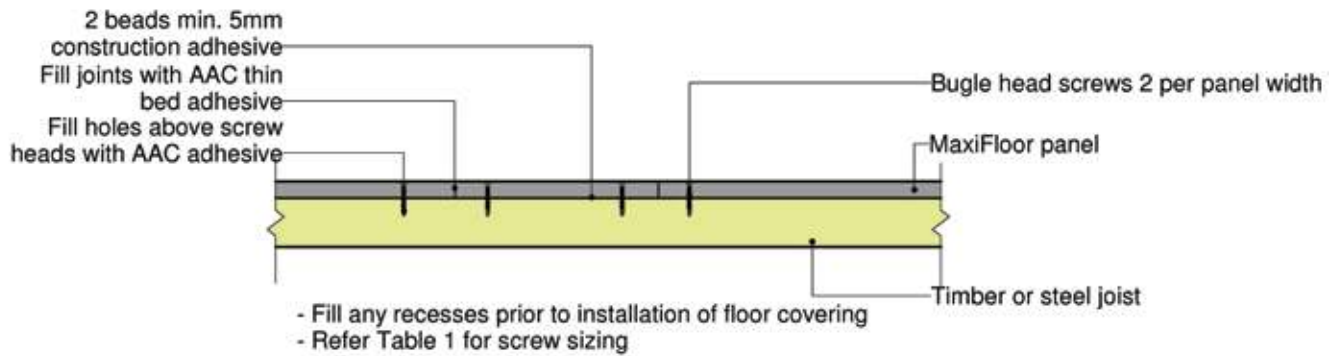 2 beads min. 5mm
construction adhesive
Fill joints with AAC thin
bed adhesive
Fill holes above screw
heads with AAC adhesive
Bugle head screws 2 per panel width
MaxiFloor panel
Timber or steel joist
- Fill any recesses prior to installation of floor covering
- Refer Table 1 for screw sizing